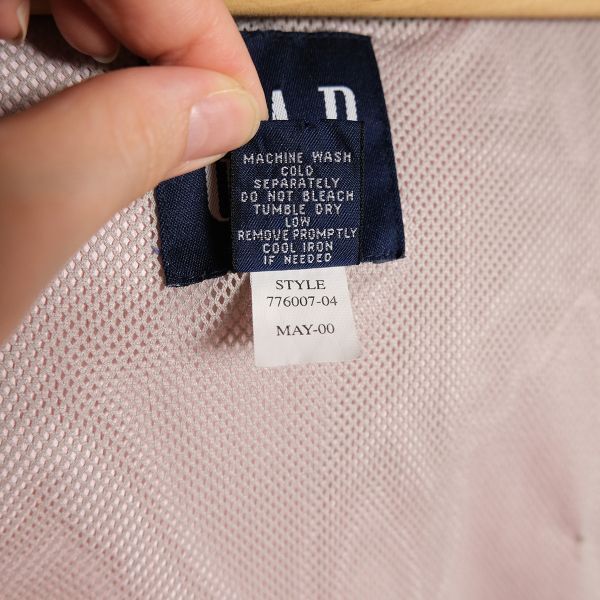 MACHINE WASH
COLD
SEPARATELY
DO NOT BLEACH
TUMBLE DRY
LOW
REMOVE PROMPTLY
COOL IRON
IF NEEDED
STYLE
776007-04
MAY-00